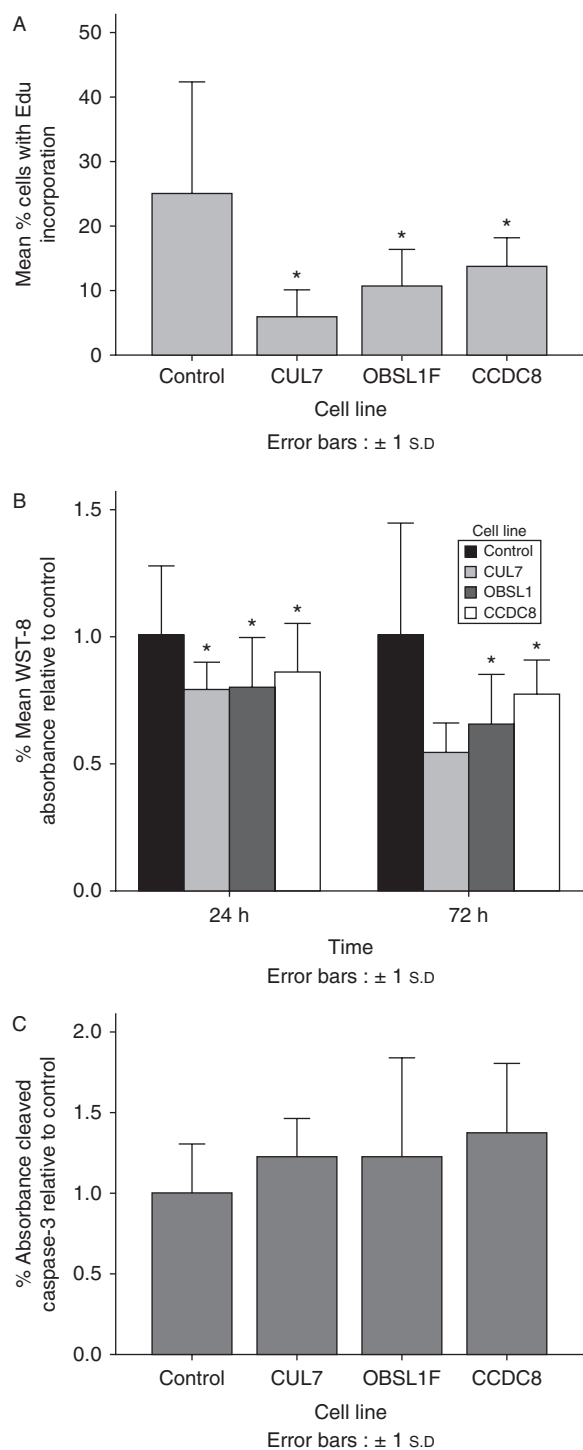 A
Mean % cells with Edu
incorporation
50
40
30
20
10
0
*
*
*
Control CUL7 OBSL1F CCDC8
Cell line
Error bars : ± 1 S.D
B
% Mean WST-8
absorbance relative to control
1.5
1.0
0.5
0.0
Cell line
Control
CUL7
OBSL1
CCDC8
* * *
* *
24 h 72 h
Time
Error bars : ± 1 S.D
C
% Absorbance cleaved
caspase-3 relative to control
2.0
1.5
1.0
0.5
0.0
Control CUL7 OBSL1F CCDC8
Cell line
Error bars : ± 1 S.D